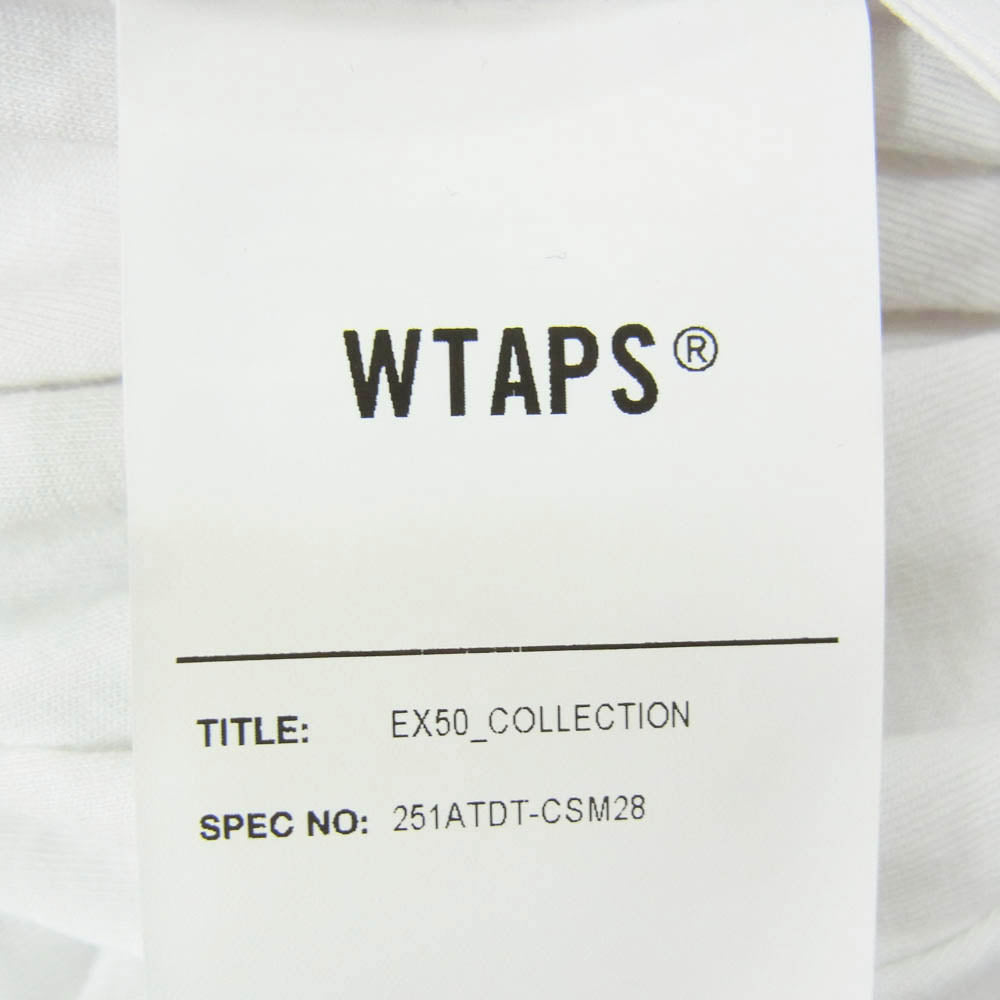 WTAPS®
TITLE: EX50_COLLECTION
SPEC NO: 251ATDT-CSM28